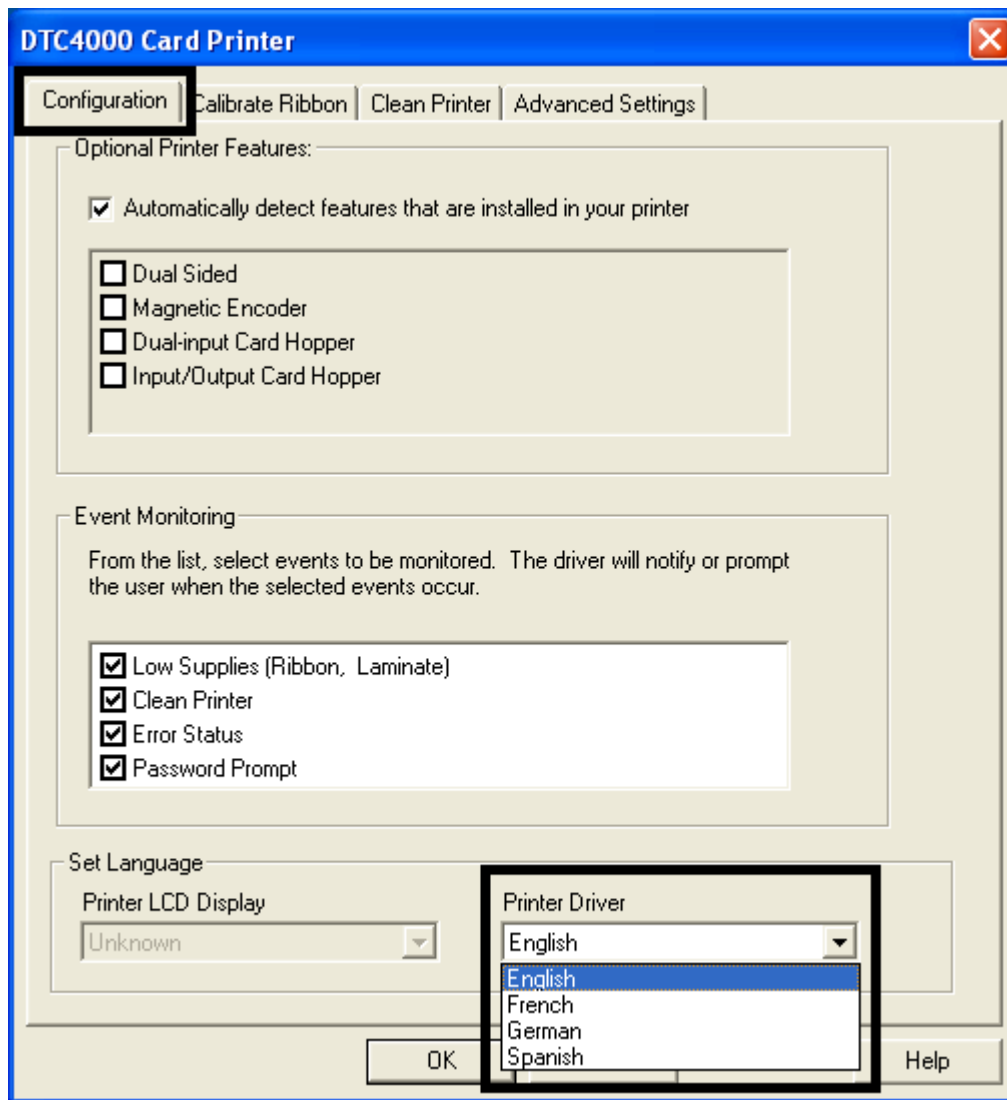 DTC4000 Card Printer
Configuration
Calibrate Ribbon
Clean Printer
Advanced Settings
Optional Printer Features:
Automatically detect features that are installed in your printer
Dual Sided
Magnetic Encoder
Dual-input Card Hopper
Input/Output Card Hopper
Event Monitoring
From the list, select events to be monitored.  The driver will notify or prompt
the user when the selected events occur.
Low Supplies (Ribbon,  Laminate)
Clean Printer
Error Status
Password Prompt
Set Language
Printer LCD Display
Unknown
Printer Driver
English
English
French
German
Spanish
OK
Help